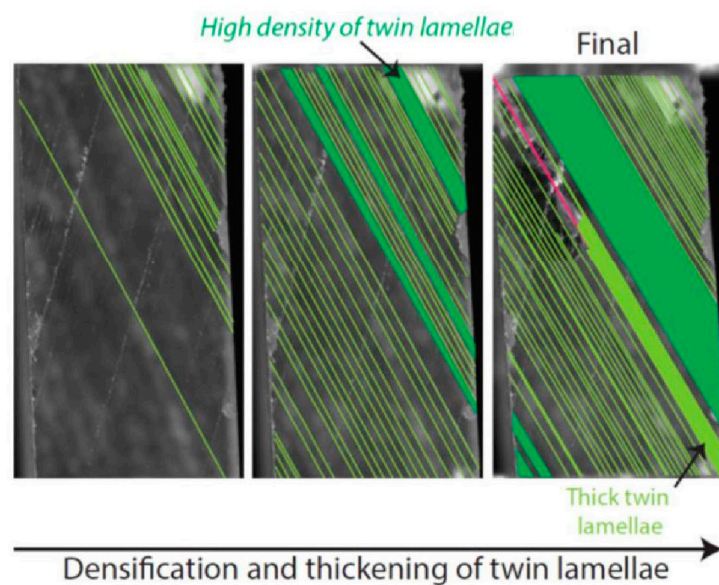 High density of twin lamellae
Final
Thick twin
lamellae
Densification and thickening of twin lamellae